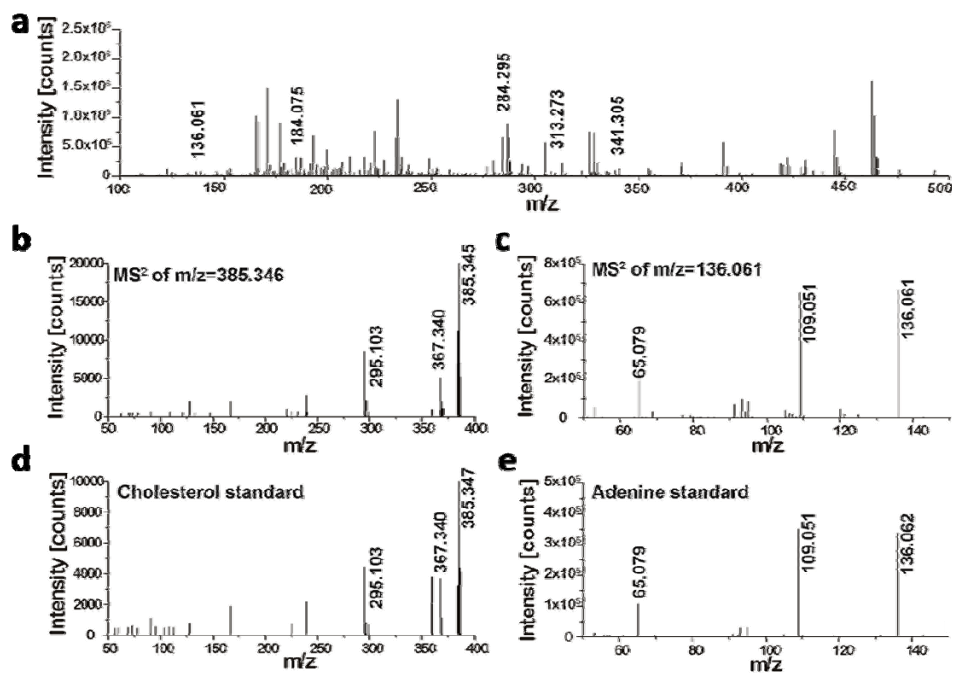 a
Intensity [counts]
2.5x10⁶
2.0x10⁶
1.5x10⁶
1.0x10⁶
5.0x10⁵
0
136.061
184.075
284.295
313.273
341.305
100 150 200 250 300 350 400 450 500
m/z
b
Intensity [counts]
MS² of m/z=385.346
20000
15000
10000
5000
0
295.103
367.340
385.345
50 100 150 200 250 300 350 400
m/z
c
Intensity [counts]
MS² of m/z=136.061
8x10⁵
6x10⁵
4x10⁵
2x10⁵
0
65.079
109.051
136.061
60 80 100 120 140
m/z
d
Intensity [counts]
Cholesterol standard
10000
8000
6000
4000
2000
0
295.103
367.340
385.347
50 100 150 200 250 300 350 400
m/z
e
Intensity [counts]
Adenine standard
5x10⁵
4x10⁵
3x10⁵
2x10⁵
1x10⁵
0
65.079
109.051
136.062
60 80 100 120 140
m/z